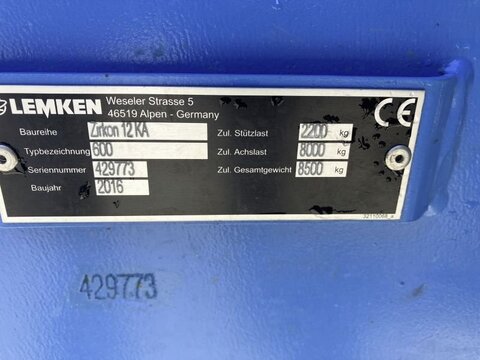 LEMKEN Weseler Strasse 5
46519 Alpen - Germany
CE
Baureihe Zirkon 12 KA Zul. Stützlast 2200 kg
Typbezeichnung 600 Zul. Achslast 8000 kg
Seriennummer 429773 Zul. Gesamtgewicht 8500 kg
Baujahr 2016
32110068_a
429773